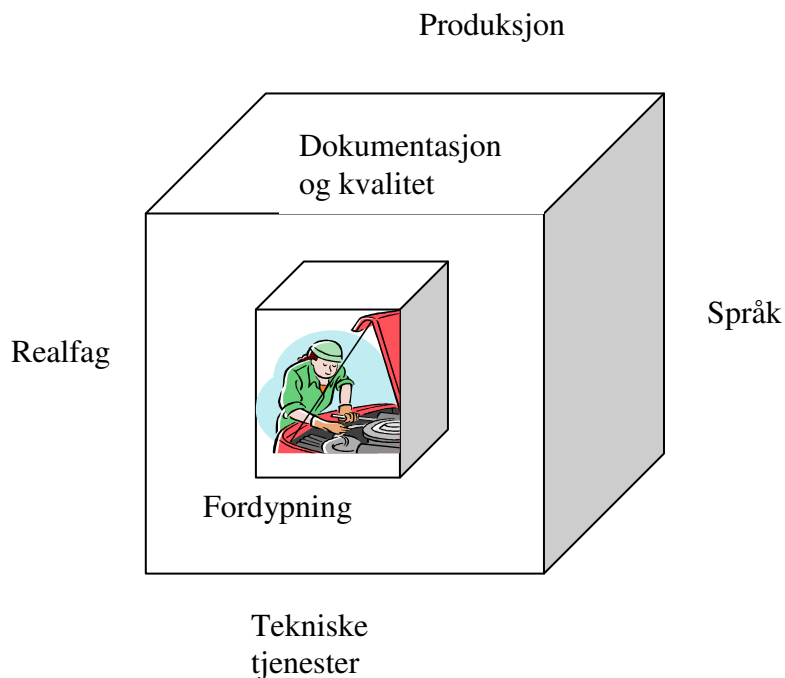 Produksjon
Dokumentasjon
og kvalitet
Språk
Realfag
Fordypning
Tekniske
tjenester